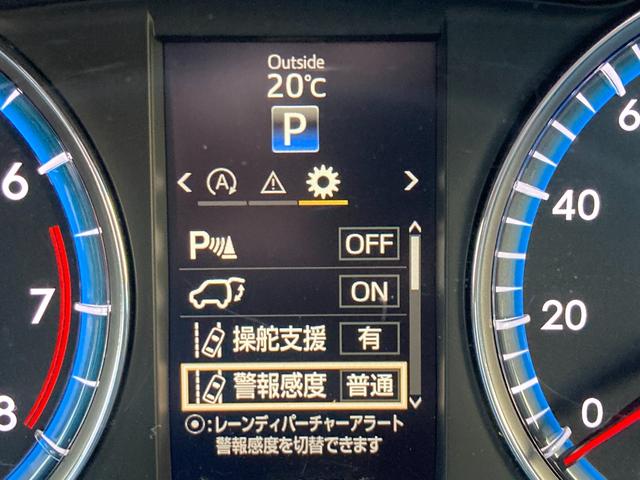 Outside
20℃
P
A
P OFF
ON
操舵支援 有
警報感度 普通
⦿:レーンディパーチャーアラート
警報感度を切替できます
6
7
8
6
40
20
0